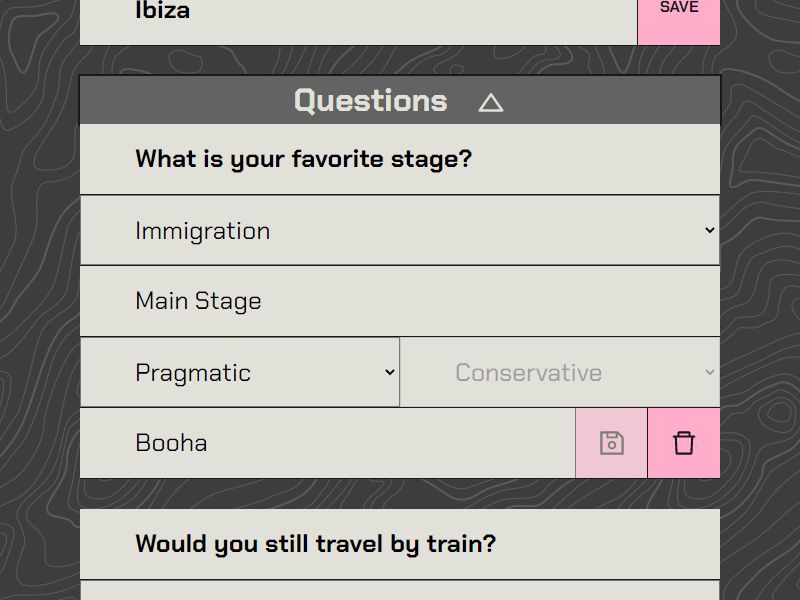 Ibiza
SAVE
Questions
What is your favorite stage?
Immigration
Main Stage
Pragmatic
Conservative
Booha
Would you still travel by train?